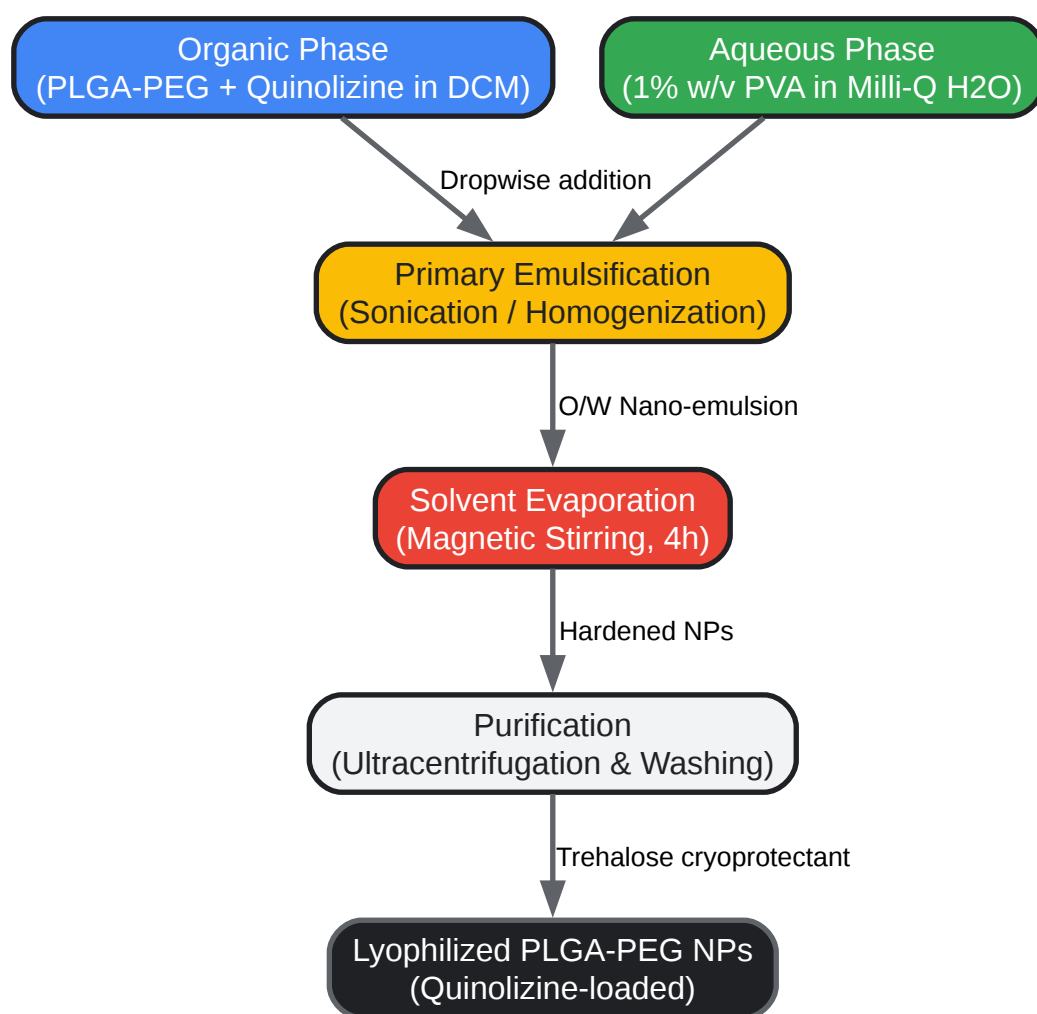 Organic Phase
(PLGA-PEG + Quinolizine in DCM)
Aqueous Phase
(1% w/v PVA in Milli-Q H2O)
Dropwise addition
Primary Emulsification
(Sonication / Homogenization)
O/W Nano-emulsion
Solvent Evaporation
(Magnetic Stirring, 4h)
Hardened NPs
Purification
(Ultracentrifugation & Washing)
Trehalose cryoprotectant
Lyophilized PLGA-PEG NPs
(Quinolizine-loaded)